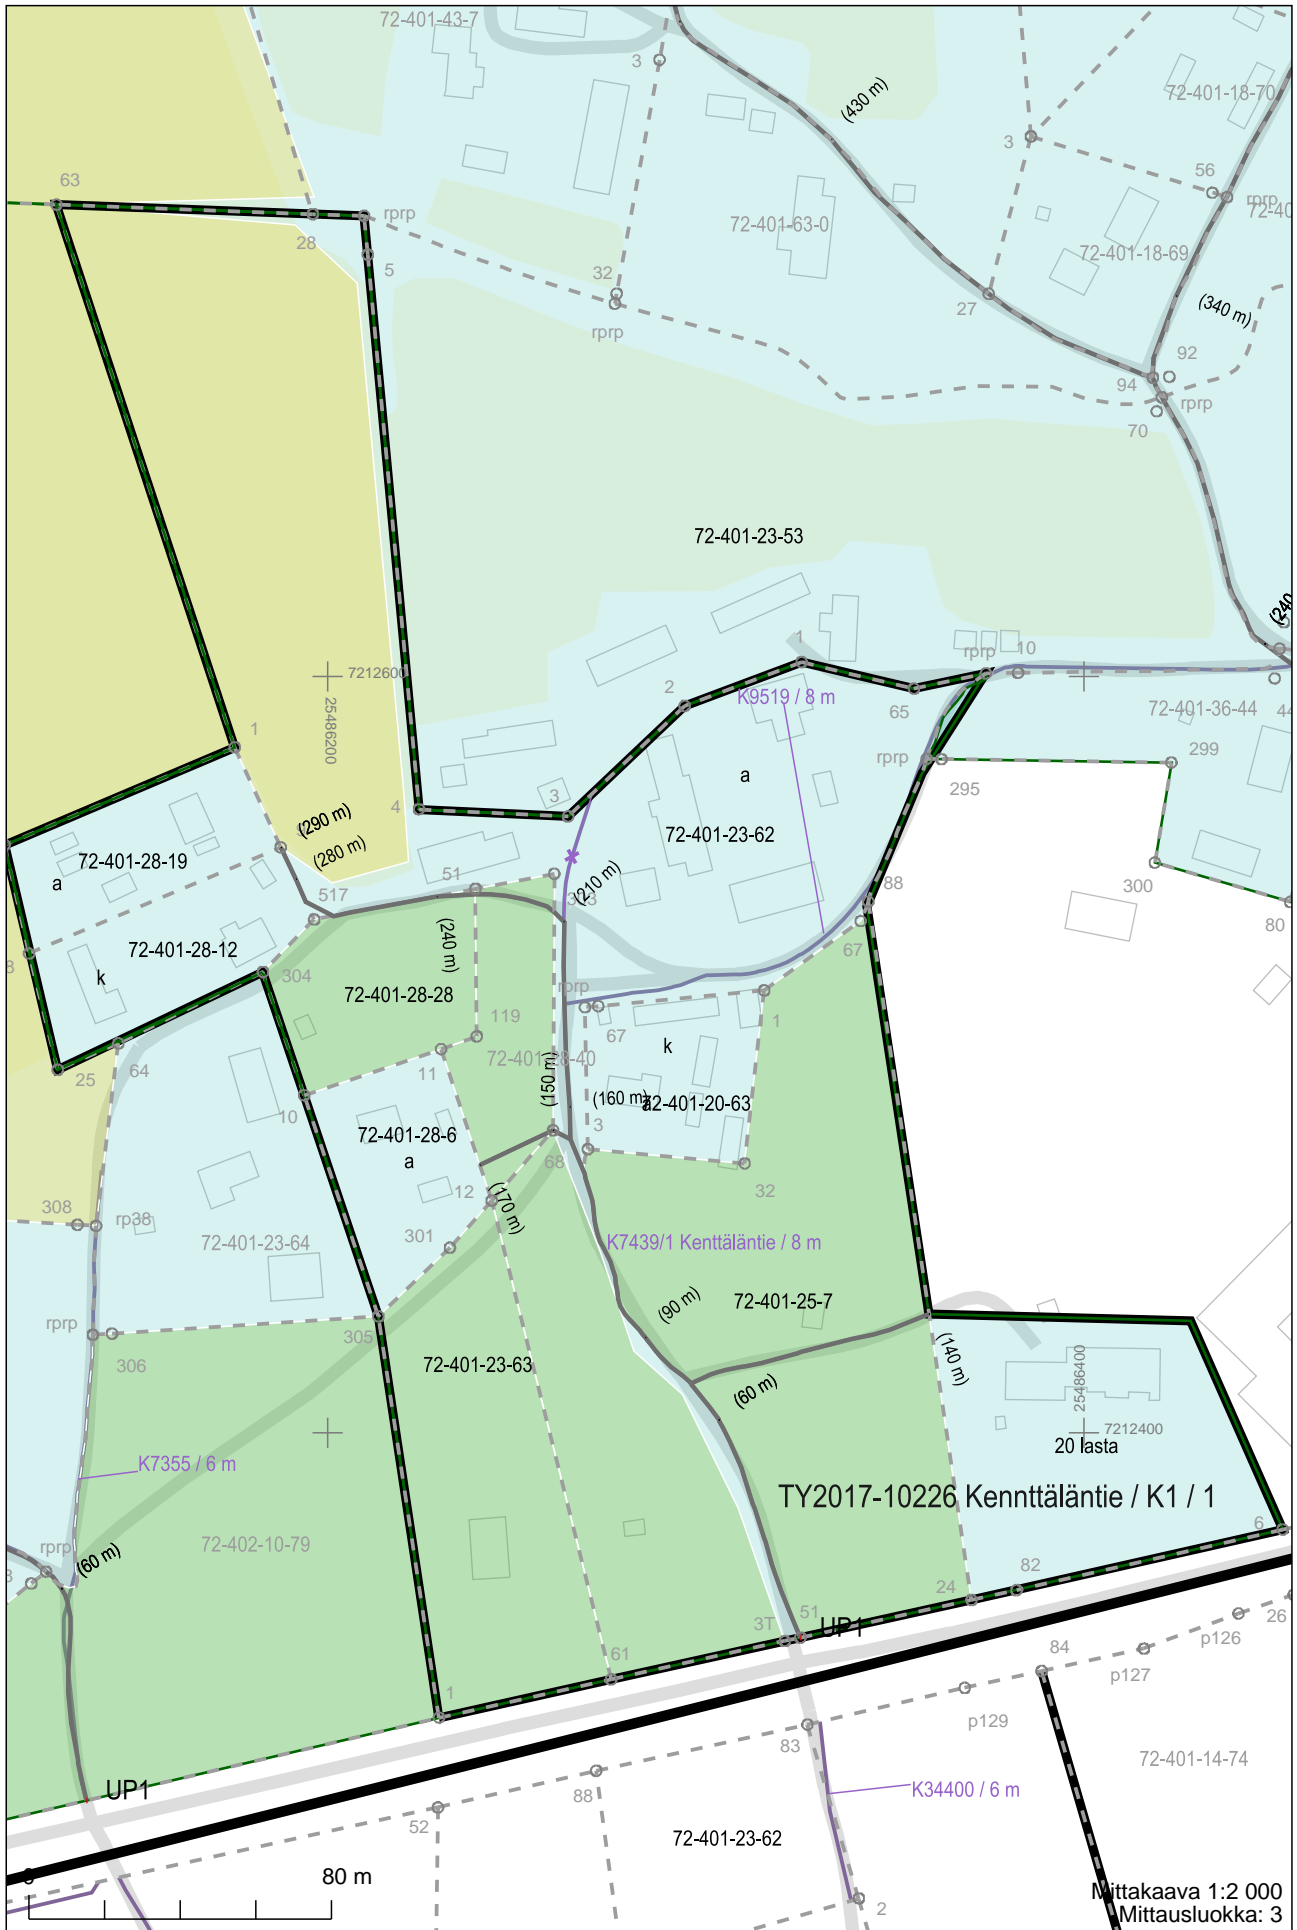 72-401-43-7
3
(430 m)
72-401-18-70
3
63
56
rprp
28
rprp
72-401-63-0
72-401-18-69
5
32
27
rprp
(340 m)
92
94
rprp
70
72-401-23-53
(240
1
rprp
10
7212600
25486200
2
K9519 / 8 m
65
72-401-36-44
44
1
a
rprp
295
299
4
3
(290 m)
(280 m)
72-401-28-19
72-401-23-62
a
51
(210 m)
300
88
517
80
67
72-401-28-12
(240 m)
k
304
72-401-28-28
rprp
67
1
119
k
72-401-28-40
25
64
11
(150 m)
(160 m)
72-401-20-63
10
72-401-28-6
3
a
68
32
12
(170 m)
308
rp38
301
72-401-23-64
K7439/1 Kenttäläntie / 8 m
(90 m)
72-401-25-7
rprp
305
306
72-401-23-63
(140 m)
25486400
(60 m)
7212400
20 lasta
K7355 / 6 m
TY2017-10226 Kennttäläntie / K1 / 1
6
72-402-10-79
rprp
(60 m)
82
24
51
3T
UP1
26
p126
61
84
p127
1
p129
83
72-401-14-74
UP1
K34400 / 6 m
88
52
72-401-23-62
80 m
2
Mittakaava 1:2 000
Mittausluokka: 3